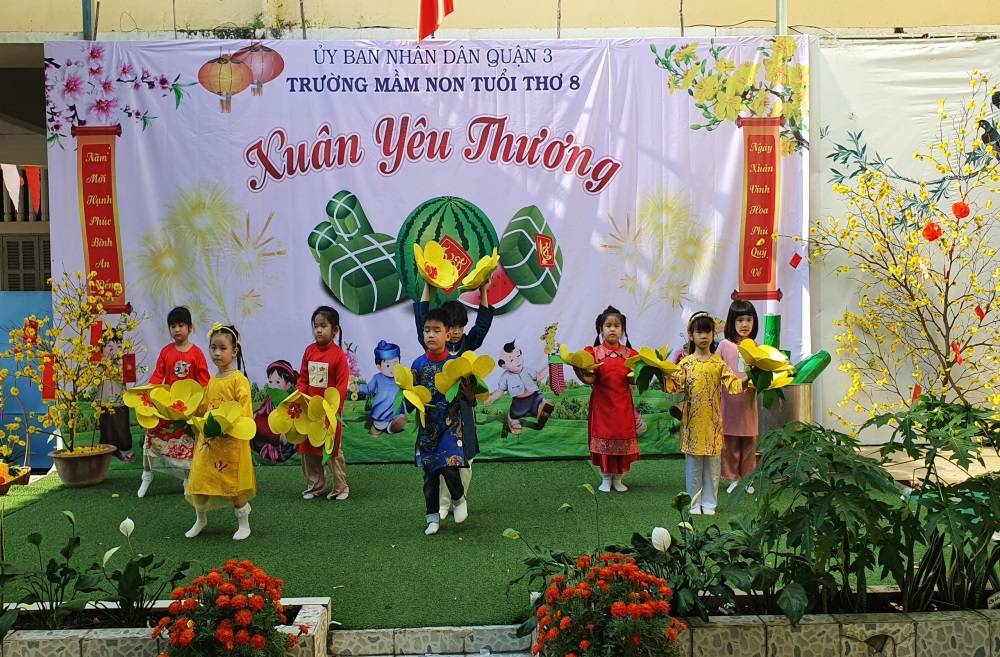 ỦY BAN NHÂN DÂN QUẬN 3
TRƯỜNG MẦM NON TUỔI THƠ 8
Xuân Yêu Thương
Năm
Mới
Hạnh
Phúc
Bình
An
Đến
Ngày
Xuân
Vinh
Hoa
Phú
Quý
Về